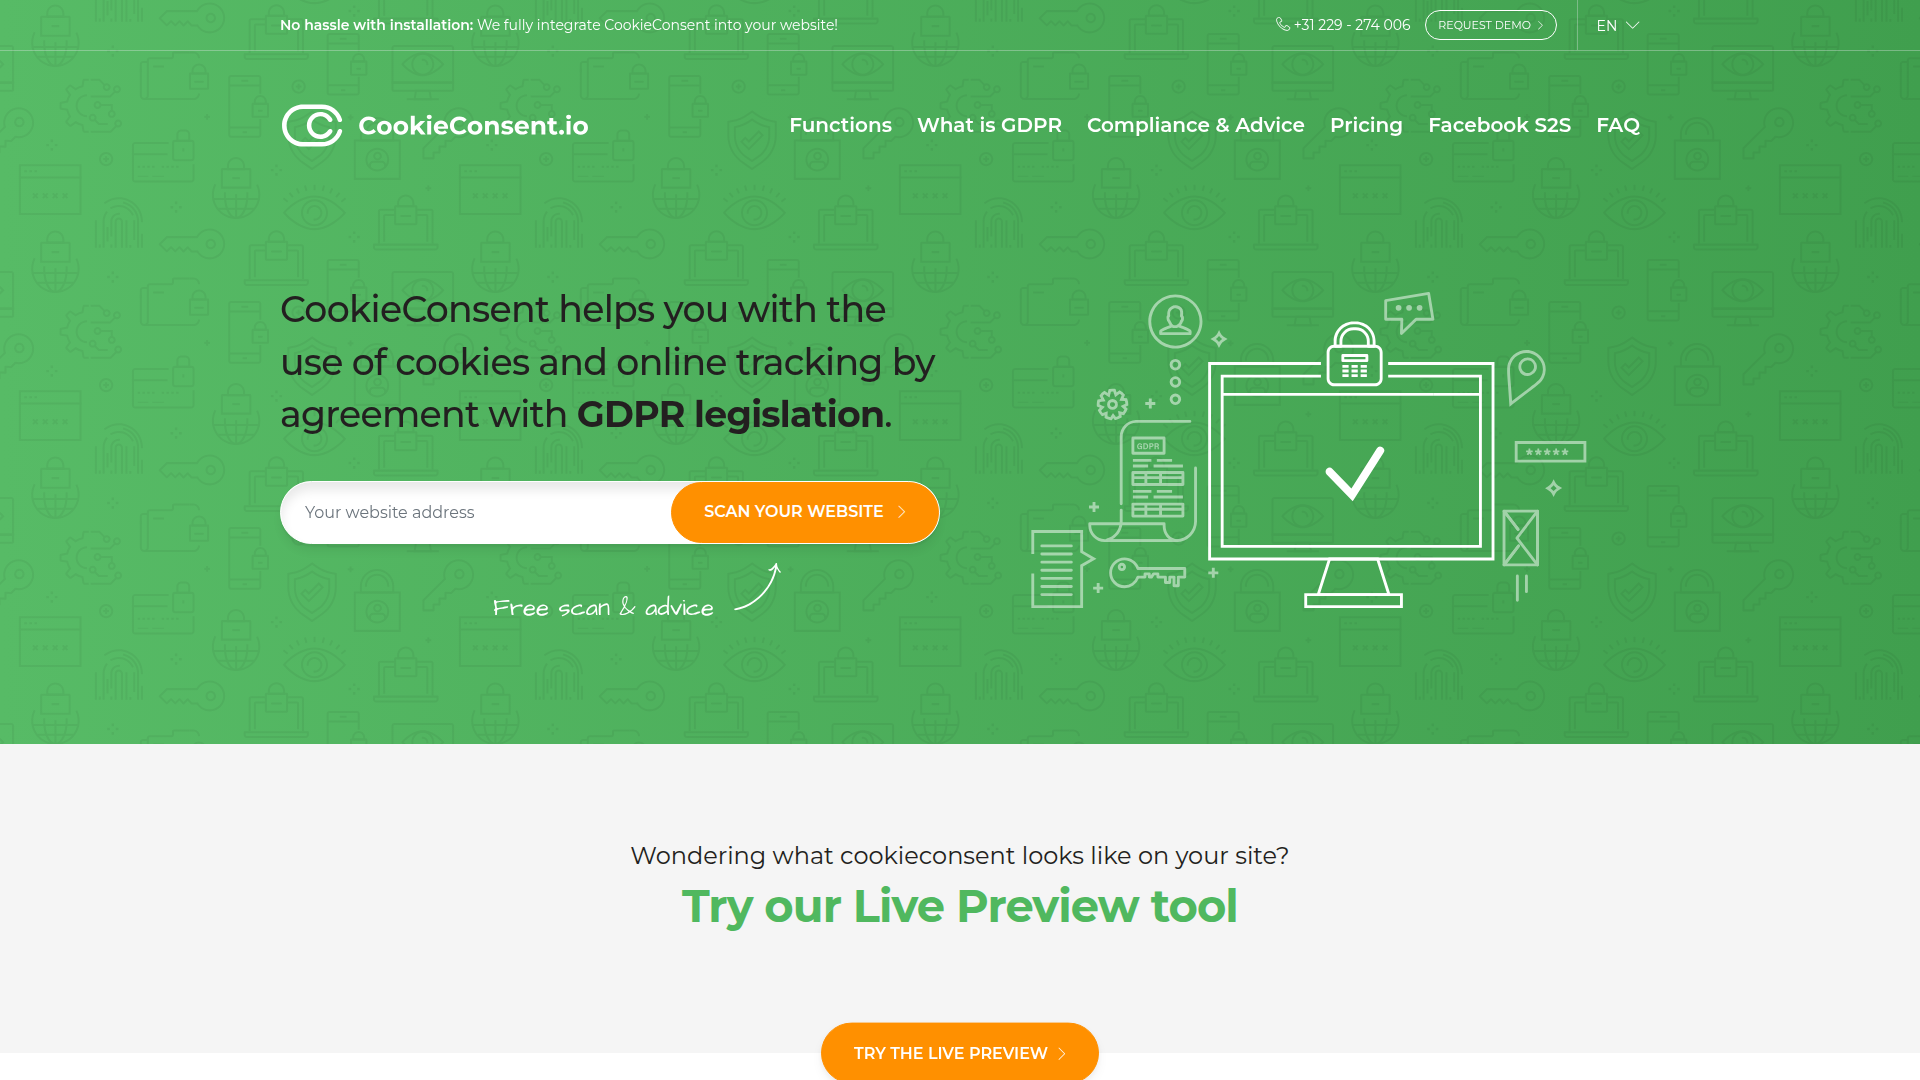 No hassle with installation: We fully integrate CookieConsent into your website!
+31 229 - 274 006
REQUEST DEMO
EN
CookieConsent.io
Functions
What is GDPR
Compliance & Advice
Pricing
Facebook S2S
FAQ
CookieConsent helps you with the
use of cookies and online tracking by
agreement with GDPR legislation.
Your website address
SCAN YOUR WEBSITE
Free scan & advice
GDPR
*****
Wondering what cookieconsent looks like on your site?
Try our Live Preview tool
TRY THE LIVE PREVIEW